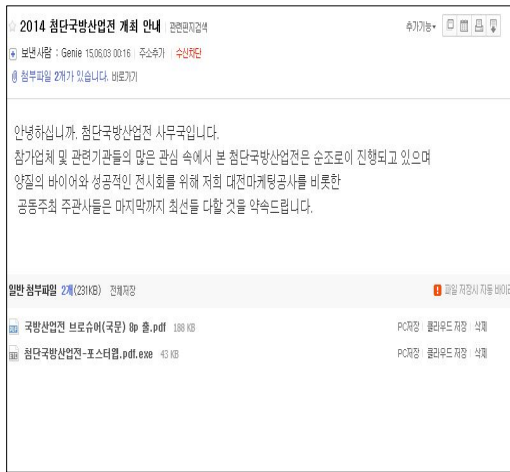 2014 첨단국방산업전 개최 안내 관련편지검색 추가기능
보낸사람 : Genie 15.06.03 00:16 주소추가 수신차단
첨부파일 2개가 있습니다. 바로가기
안녕하십니까. 첨단국방산업전 사무국입니다.
참가업체 및 관련기관들의 많은 관심 속에서 본 첨단국방산업전은 순조로이 진행되고 있으며
양질의 바이어와 성공적인 전시회를 위해 저희 대전마케팅공사를 비롯한
공동주최 주관사들은 마지막까지 최선들 다할 것을 약속드립니다.
일반 첨부파일 2개(231KB) 전체저장 파일 저장시 자동 바이러
국방산업전 브로슈어(국문) 8p 출.pdf 188 KB PC저장 클라우드 저장 삭제
첨단국방산업전-포스터웹.pdf.exe 43 KB PC저장 클라우드 저장 삭제